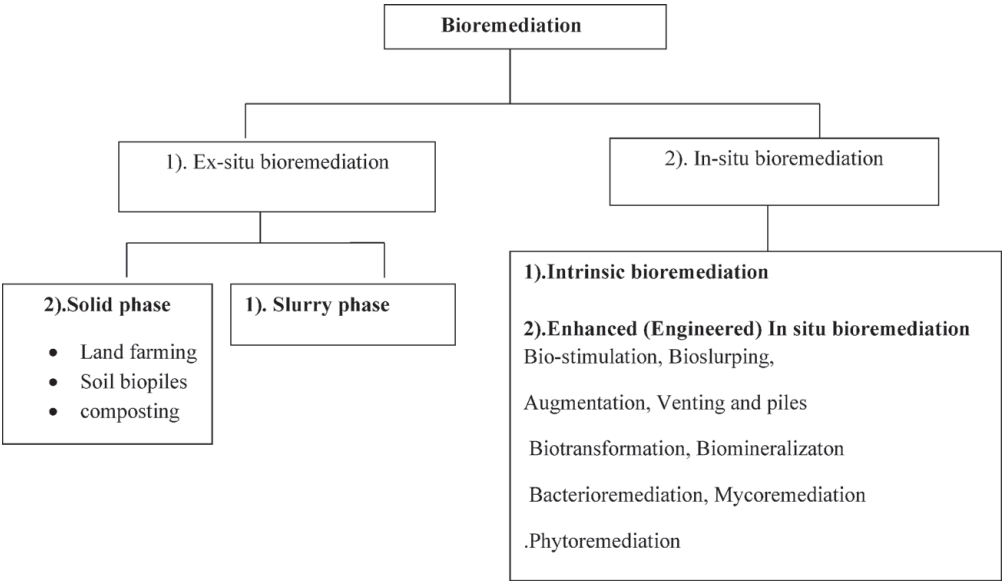 Bioremediation
1). Ex-situ bioremediation
2). In-situ bioremediation
2).Solid phase
• Land farming
• Soil biopiles
• composting
1). Slurry phase
1).Intrinsic bioremediation
2).Enhanced (Engineered) In situ bioremediation
Bio-stimulation, Bioslurping,
Augmentation, Venting and piles
Biotransformation, Biomineralizaton
Bacterioremediation, Mycoremediation
.Phytoremediation